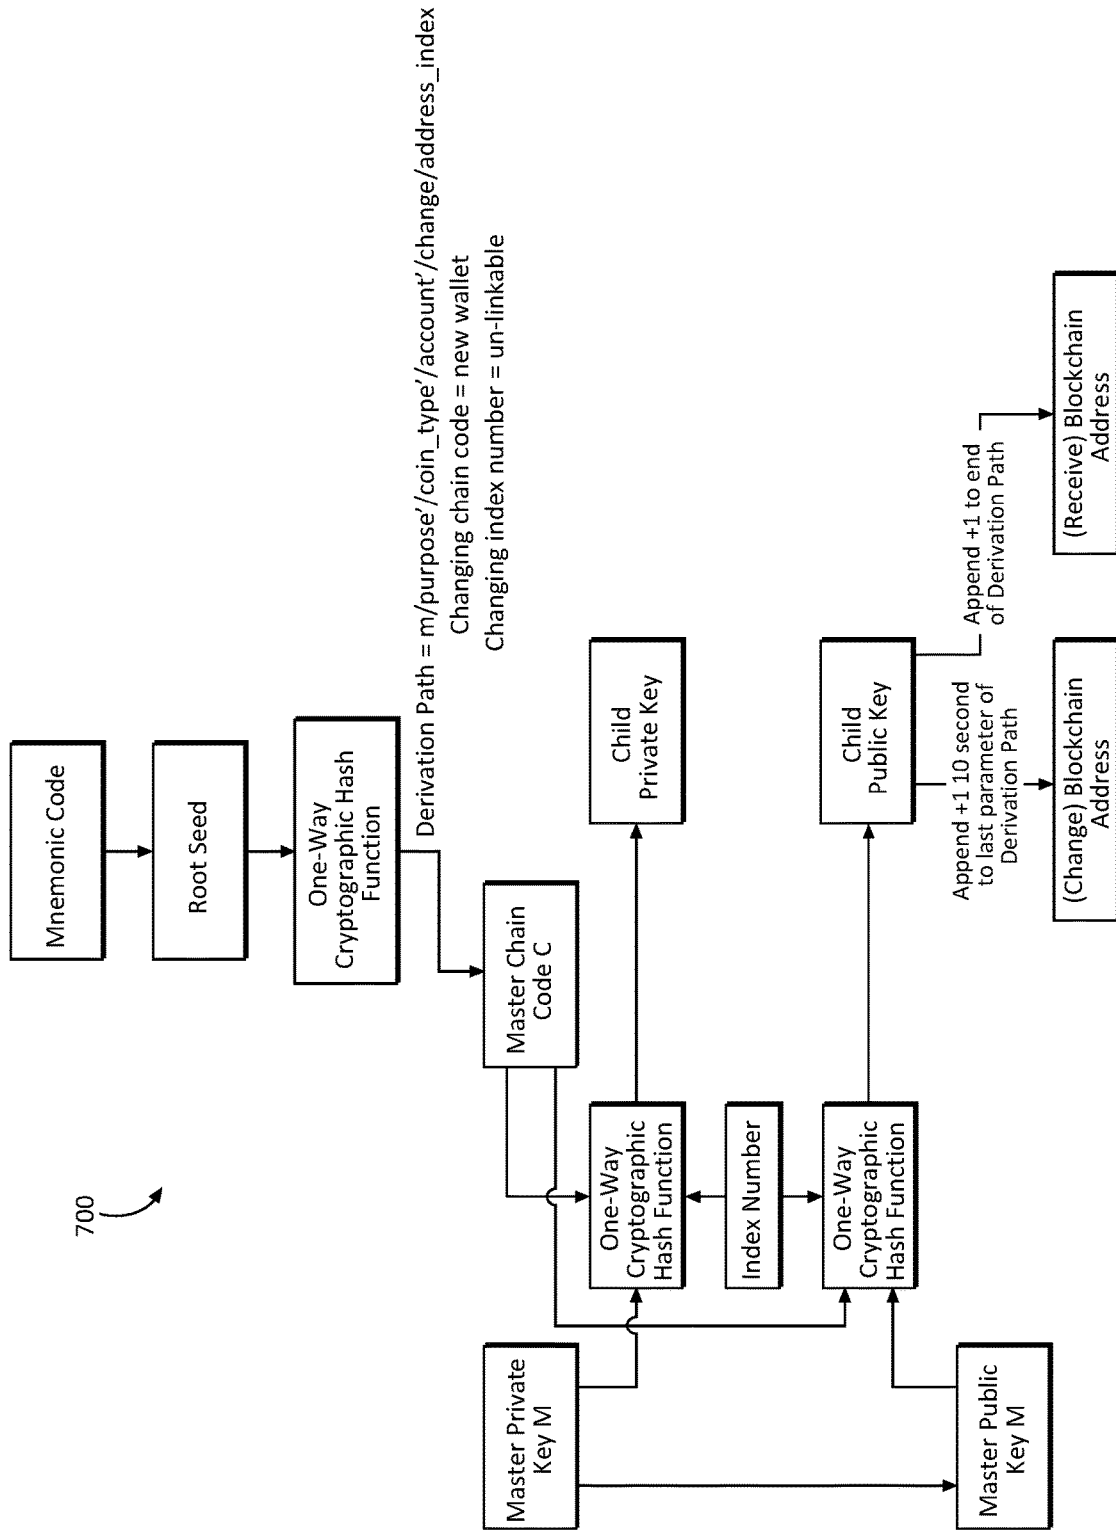 700
Mnemonic Code
Root Seed
One-Way
Cryptographic Hash
Function
Derivation Path = m/purpose’/coin_type’/account’/change/address_index
Changing chain code = new wallet
Changing index number = un-linkable
Master Private
Key M
Master Chain
Code C
One-Way
Cryptographic
Hash Function
Child
Private Key
Index Number
One-Way
Cryptographic
Hash Function
Child
Public Key
Append +1 10 second
to last parameter of
Derivation Path
Append +1 to end
of Derivation Path
Master Public
Key M
(Change) Blockchain
Address
(Receive) Blockchain
Address